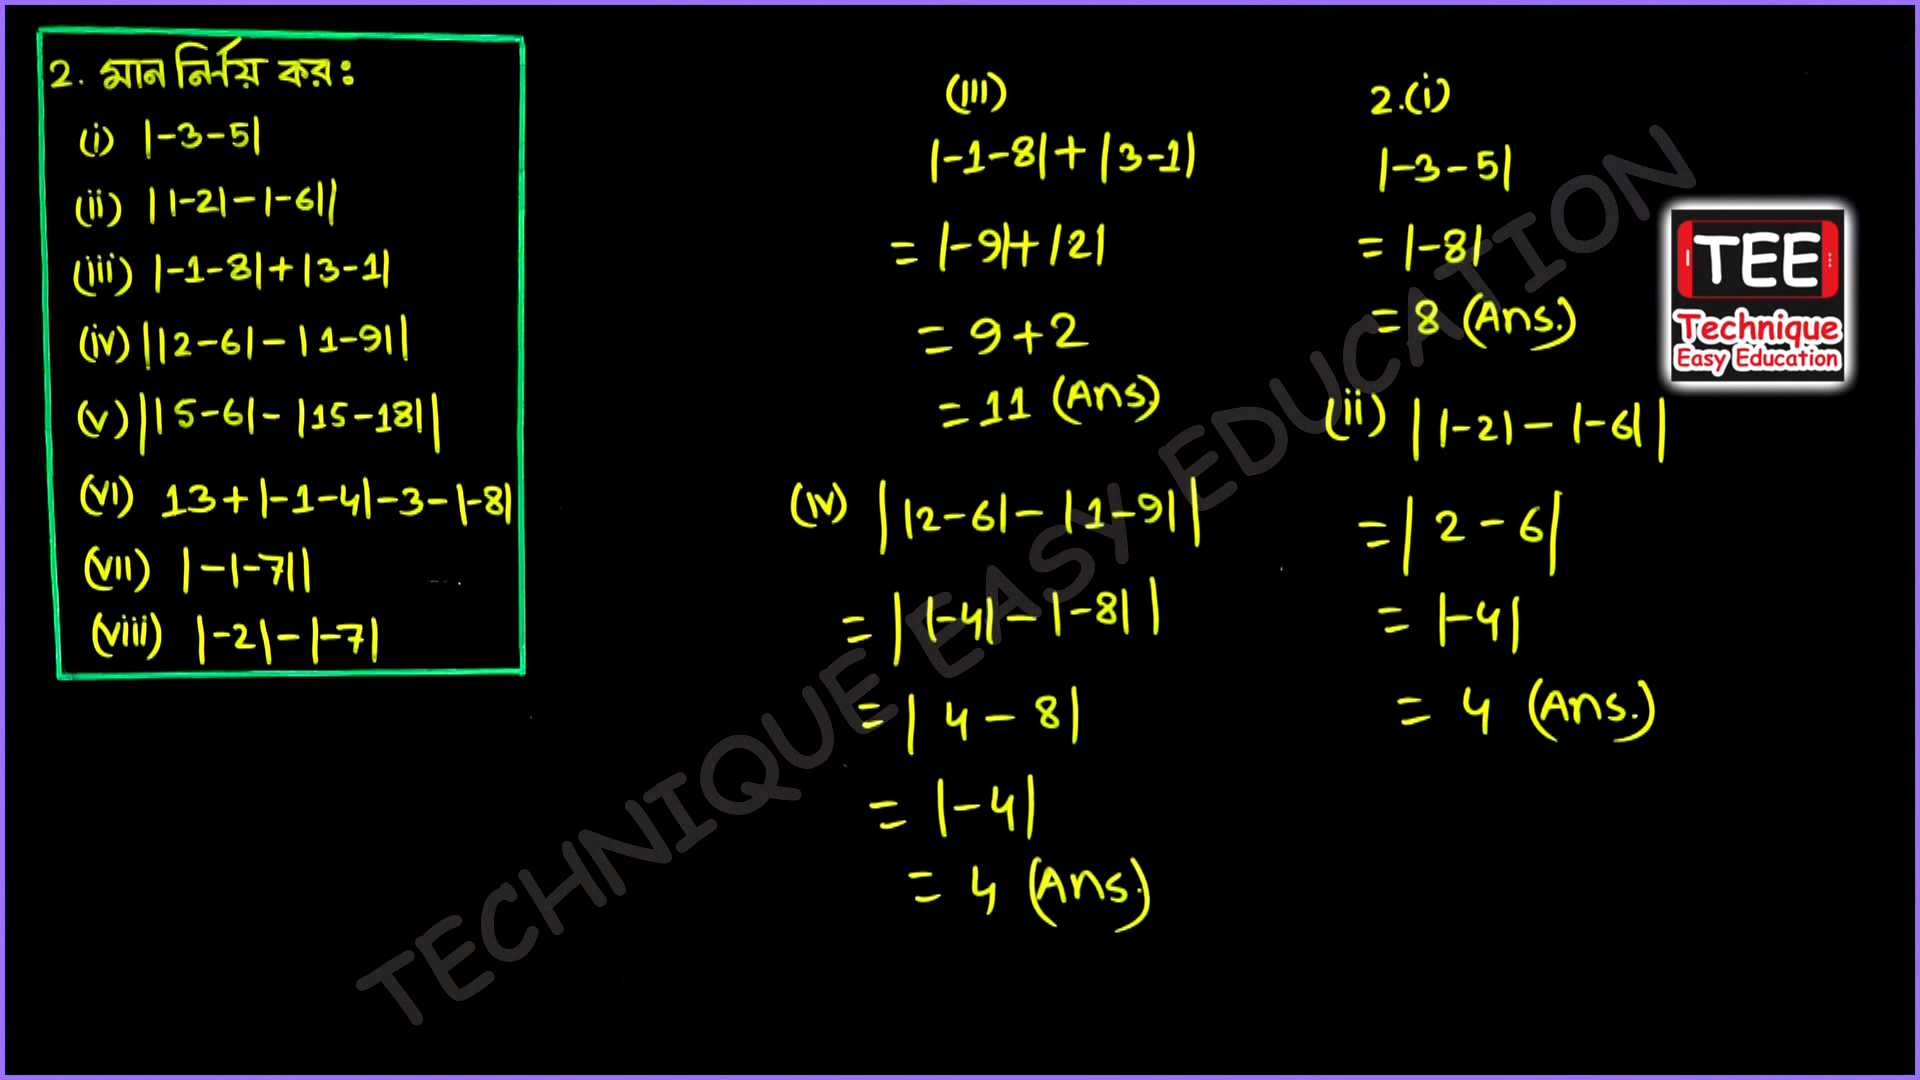 2. মান নির্ণয় কর:
(i) |-3-5|
(ii) ||-2|-|-6||
(iii) |-1-8|+|3-1|
(iv) ||2-6|-|1-9||
(v) ||5-6|-|15-18||
(vi) 13+|-1-4|-3-|-8|
(vii) |-|-7||
(viii) |-2|-|-7|
(iii)
|-1-8|+|3-1|
= |-9|+|2|
= 9+2
= 11 (Ans.)
(iv) ||2-6|-|1-9||
= ||-4|-|-8||
= |4-8|
= |-4|
= 4 (Ans.)
2.(i)
|-3-5|
= |-8|
= 8 (Ans.)
(ii) ||-2|-|-6||
= |2-6|
= |-4|
= 4 (Ans.)
TEE
Technique
Easy Education
TECHNIQUE EASY EDUCATION